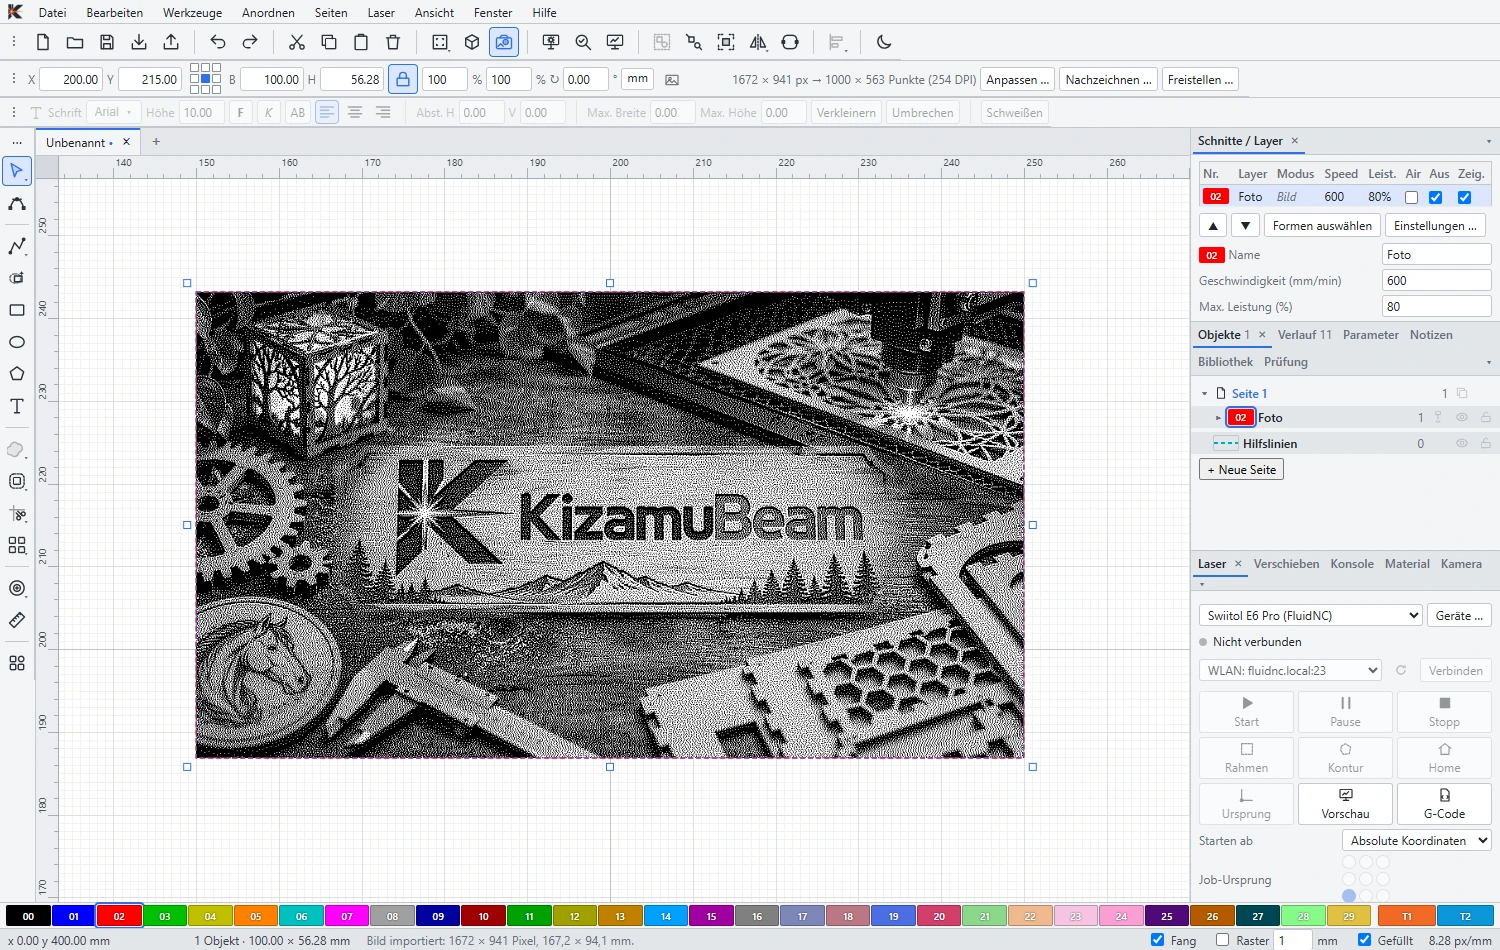 Datei Bearbeiten Werkzeuge Anordnen Seiten Laser Ansicht Fenster Hilfe
X 200.00 Y 215.00 B 100.00 H 56.28 100 % 100 % 0.00 ° mm 1672 × 941 px → 1000 × 563 Punkte (254 DPI) Anpassen ... Nachzeichnen ... Freistellen ...
T Schrift Arial Höhe 10.00 F K AB Abst. H 0.00 V 0.00 Max. Breite 0.00 Max. Höhe 0.00 Verkleinern Umbrechen Schweißen
Unbenannt • × +
140 150 160 170 180 190 200 210 220 230 240 250 260
250
240
230
220
210
200
190
180
170
KizamuBeam
Schnitte / Layer ×
Nr. Layer Modus Speed Leist. Air Aus Zeig.
02 Foto Bild 600 80%
▲ ▼ Formen auswählen Einstellungen ...
02 Name Foto
Geschwindigkeit (mm/min) 600
Max. Leistung (%) 80
Objekte 1 × Verlauf 11 Parameter Notizen
Bibliothek Prüfung
Seite 1 1
02 Foto 1
Hilfslinien 0
+ Neue Seite
Laser × Verschieben Konsole Material Kamera
Swiitol E6 Pro (FluidNC) Geräte ...
Nicht verbunden
WLAN: fluidnc.local:23 Verbinden
Start Pause Stopp
Rahmen Kontur Home
Ursprung Vorschau G-Code
Starten ab Absolute Koordinaten
Job-Ursprung
00 01 02 03 04 05 06 07 08 09 10 11 12 13 14 15 16 17 18 19 20 21 22 23 24 25 26 27 28 29 T1 T2
x 0.00 y 400.00 mm 1 Objekt · 100.00 × 56.28 mm Bild importiert: 1672 × 941 Pixel, 167,2 × 94,1 mm. Fang Raster 1 mm Gefüllt 8.28 px/mm